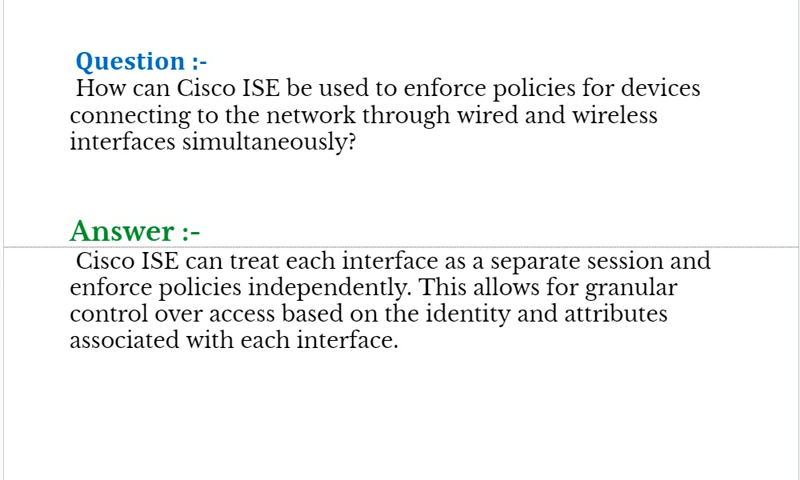 Question :-
How can Cisco ISE be used to enforce policies for devices
connecting to the network through wired and wireless
interfaces simultaneously?
Answer :-
Cisco ISE can treat each interface as a separate session and
enforce policies independently. This allows for granular
control over access based on the identity and attributes
associated with each interface.